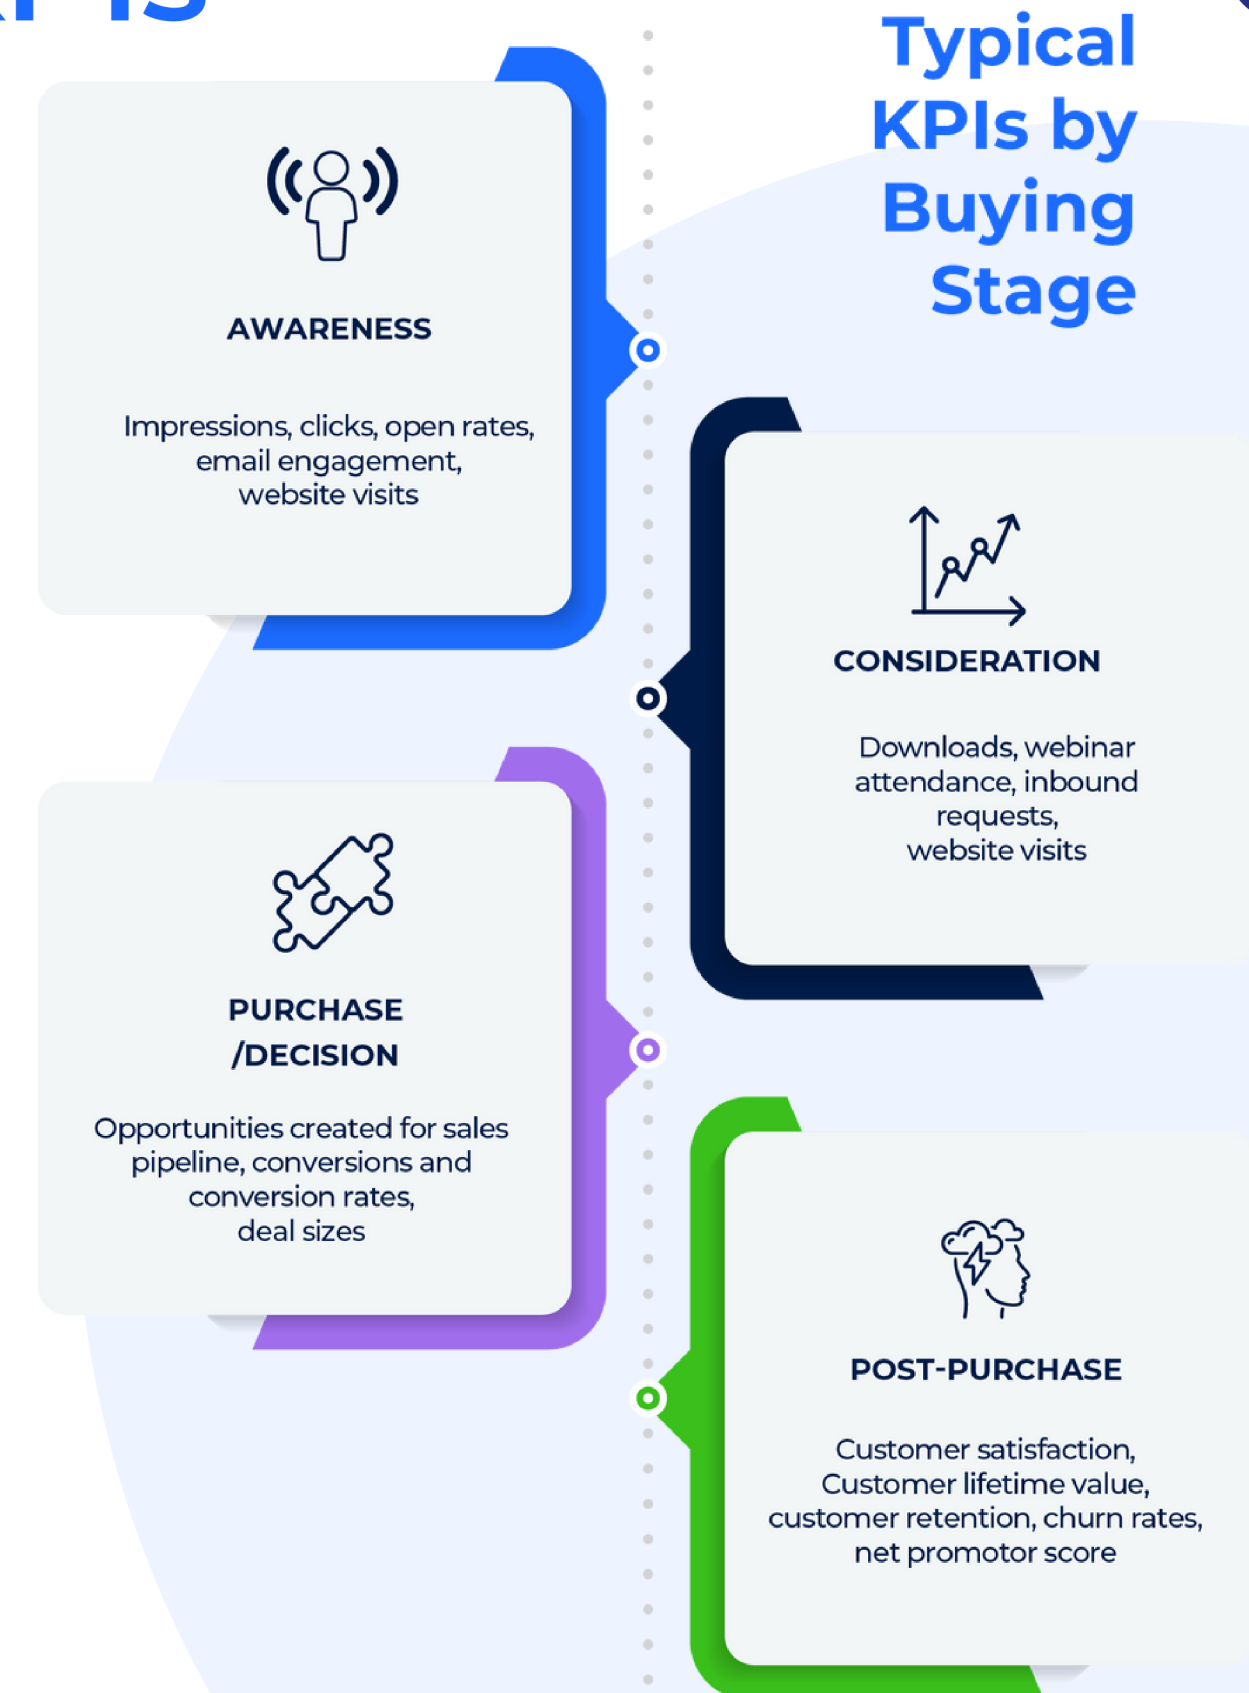 Typical
KPIs by
Buying
Stage
AWARENESS
Impressions, clicks, open rates,
email engagement,
website visits
CONSIDERATION
Downloads, webinar
attendance, inbound
requests,
website visits
PURCHASE
/DECISION
Opportunities created for sales
pipeline, conversions and
conversion rates,
deal sizes
POST-PURCHASE
Customer satisfaction,
Customer lifetime value,
customer retention, churn rates,
net promotor score